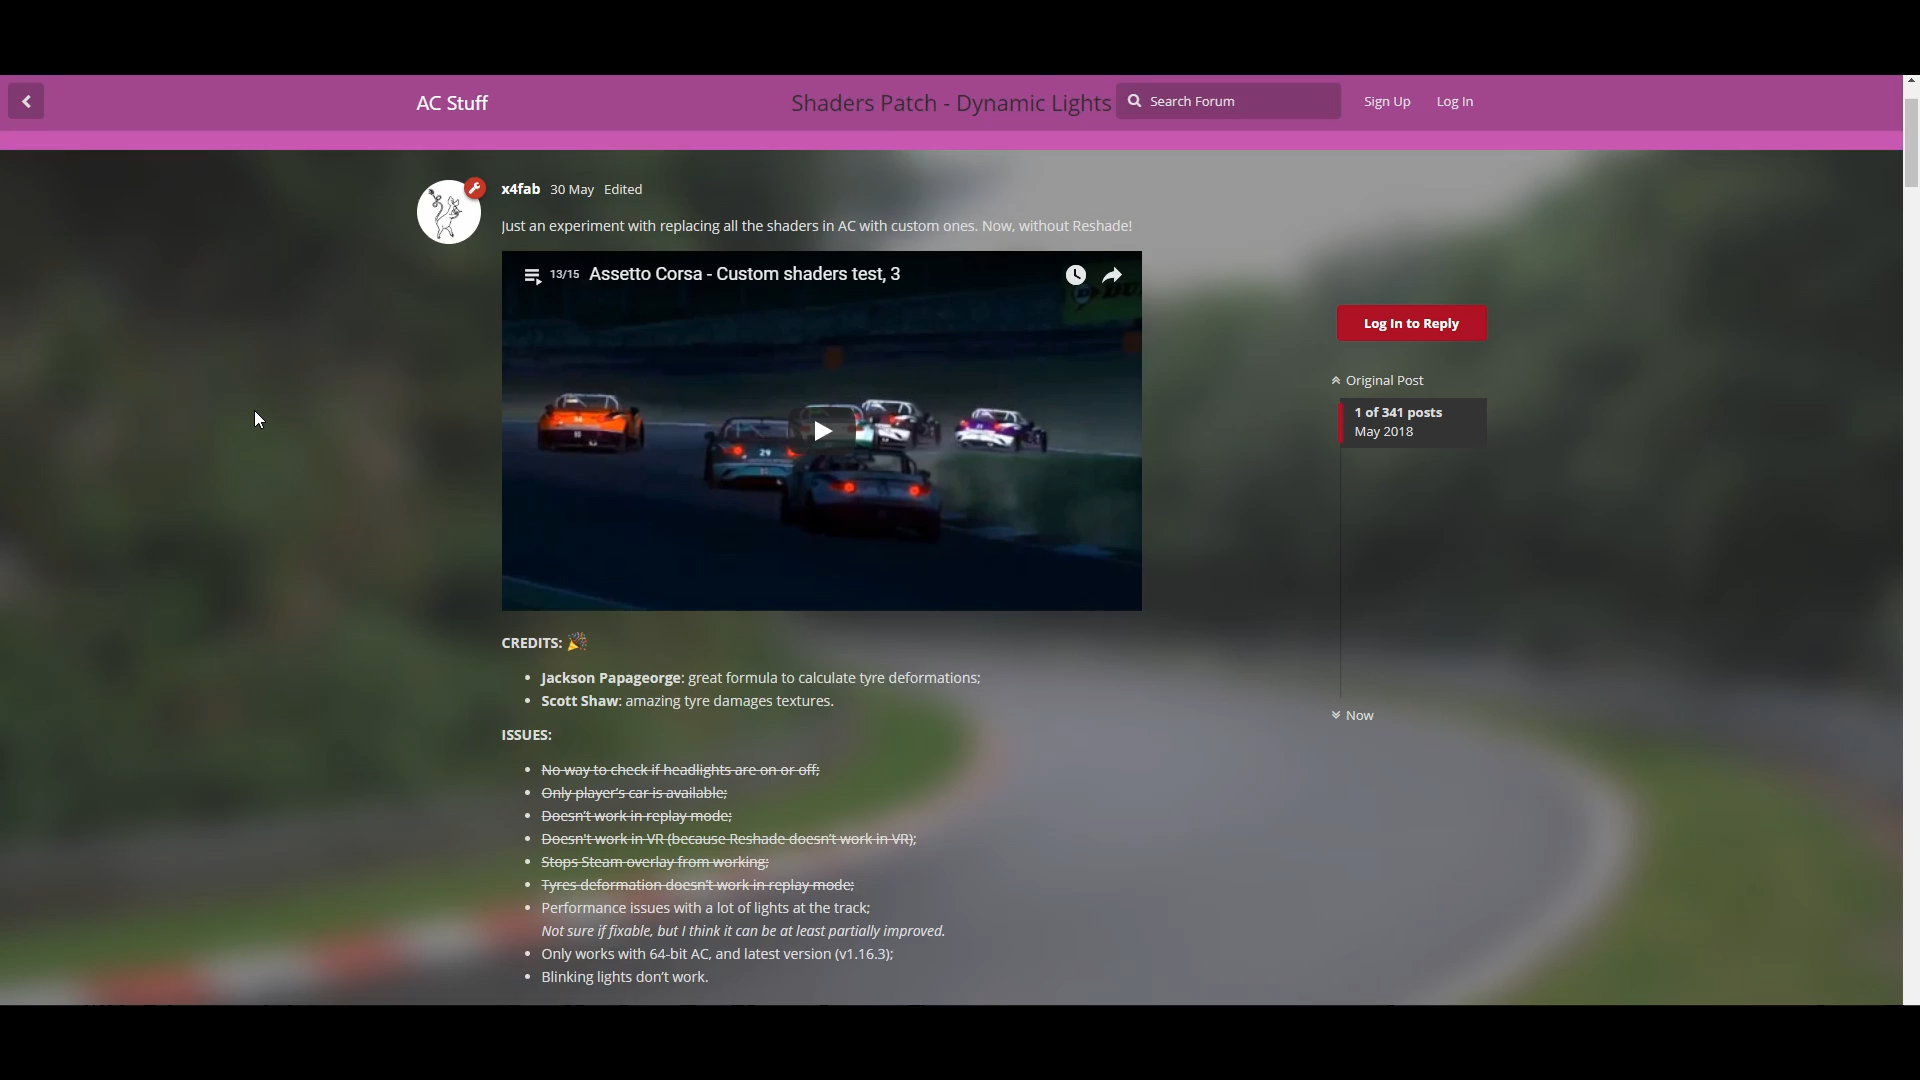 AC Stuff
Shaders Patch - Dynamic Lights
Search Forum
Sign Up
Log In
x4fab 30 May Edited
Just an experiment with replacing all the shaders in AC with custom ones. Now, without Reshade!
13/15 Assetto Corsa - Custom shaders test, 3
29
Log In to Reply
Original Post
1 of 341 posts
May 2018
Now
CREDITS: 🎉
• Jackson Papageorge: great formula to calculate tyre deformations;
• Scott Shaw: amazing tyre damages textures.
ISSUES:
• No way to check if headlights are on or off;
• Only player's car is available;
• Doesn't work in replay mode;
• Doesn't work in VR (because Reshade doesn't work in VR);
• Stops Steam overlay from working;
• Tyres deformation doesn't work in replay mode;
• Performance issues with a lot of lights at the track;
Not sure if fixable, but I think it can be at least partially improved.
• Only works with 64-bit AC, and latest version (v1.16.3);
• Blinking lights don't work.